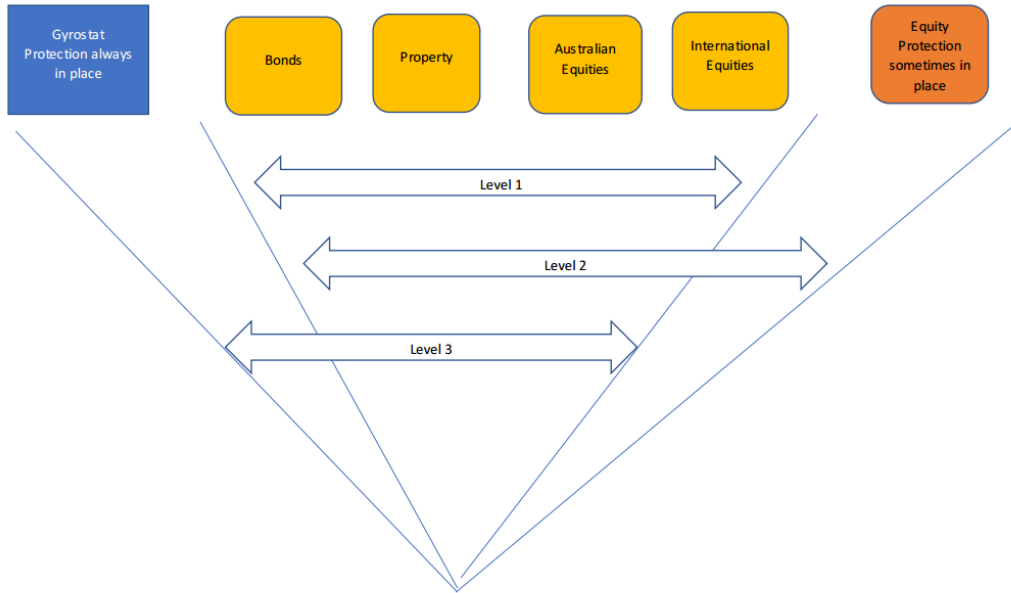 Gyrostat
Protection always
in place
Bonds
Property
Australian
Equities
International
Equities
Equity
Protection
sometimes in
place
Level 1
Level 2
Level 3